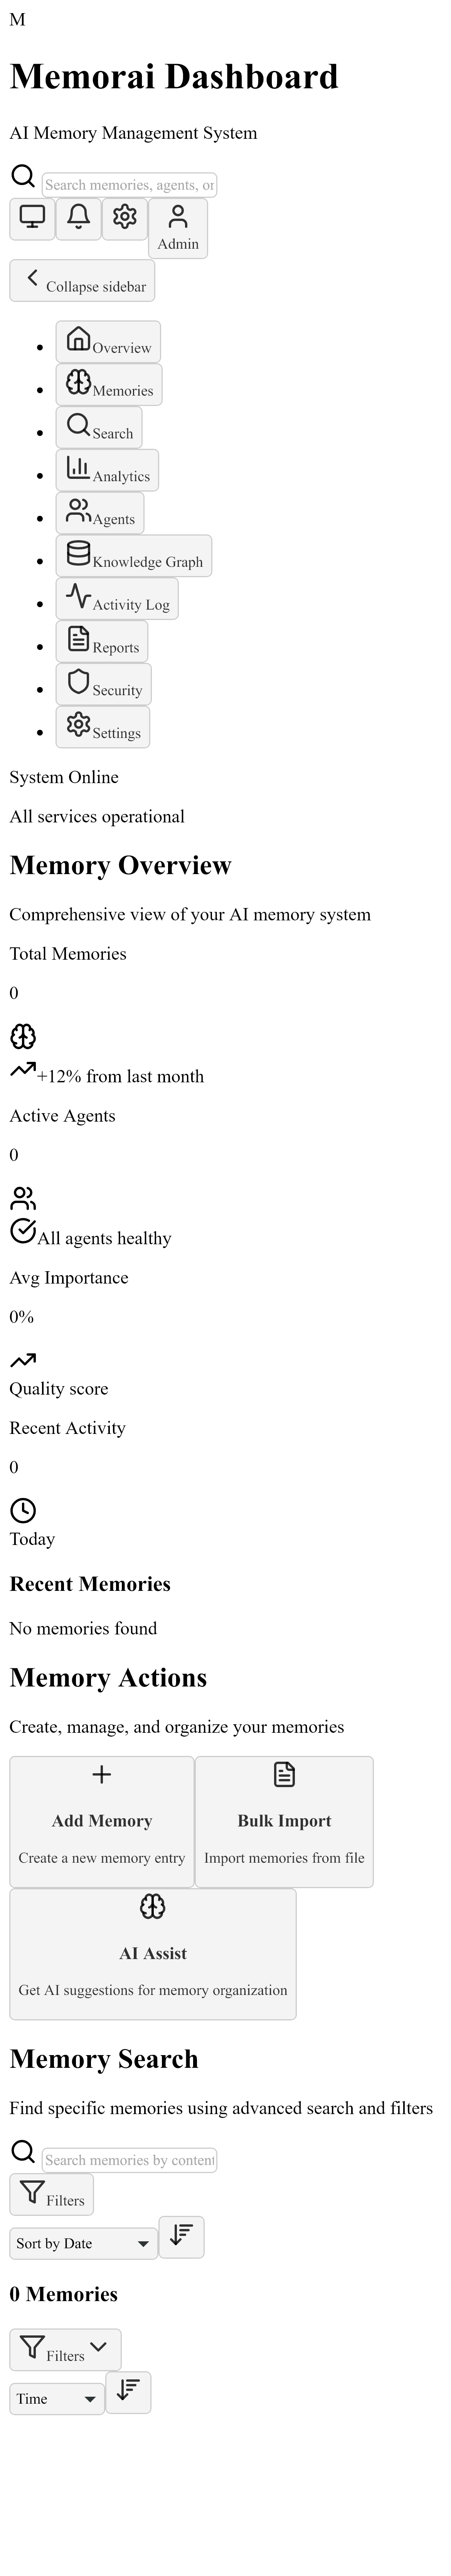 M
Memorai Dashboard
AI Memory Management System
Search memories, agents, or
Admin
Collapse sidebar
Overview
Memories
Search
Analytics
Agents
Knowledge Graph
Activity Log
Reports
Security
Settings
System Online
All services operational
Memory Overview
Comprehensive view of your AI memory system
Total Memories
0
+12% from last month
Active Agents
0
All agents healthy
Avg Importance
0%
Quality score
Recent Activity
0
Today
Recent Memories
No memories found
Memory Actions
Create, manage, and organize your memories
Add Memory
Create a new memory entry
Bulk Import
Import memories from file
AI Assist
Get AI suggestions for memory organization
Memory Search
Find specific memories using advanced search and filters
Search memories by content
Filters
Sort by Date
0 Memories
Filters
Time